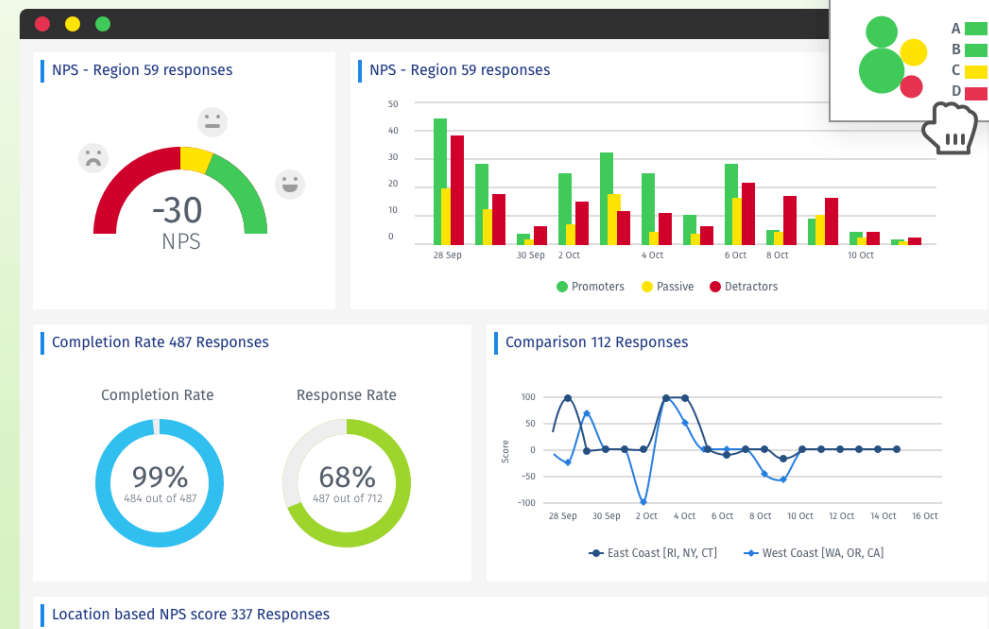 A
B
C
D
NPS - Region 59 responses
-30
NPS
NPS - Region 59 responses
50
40
30
20
10
0
28 Sep 30 Sep 2 Oct 4 Oct 6 Oct 8 Oct 10 Oct
Promoters Passive Detractors
Completion Rate 487 Responses
Completion Rate
99%
484 out of 487
Response Rate
68%
487 out of 712
Comparison 112 Responses
Score
100
50
0
-50
-100
28 Sep 30 Sep 2 Oct 4 Oct 6 Oct 8 Oct 10 Oct 12 Oct 14 Oct 16 Oct
East Coast [RI, NY, CT] West Coast [WA, OR, CA]
Location based NPS score 337 Responses